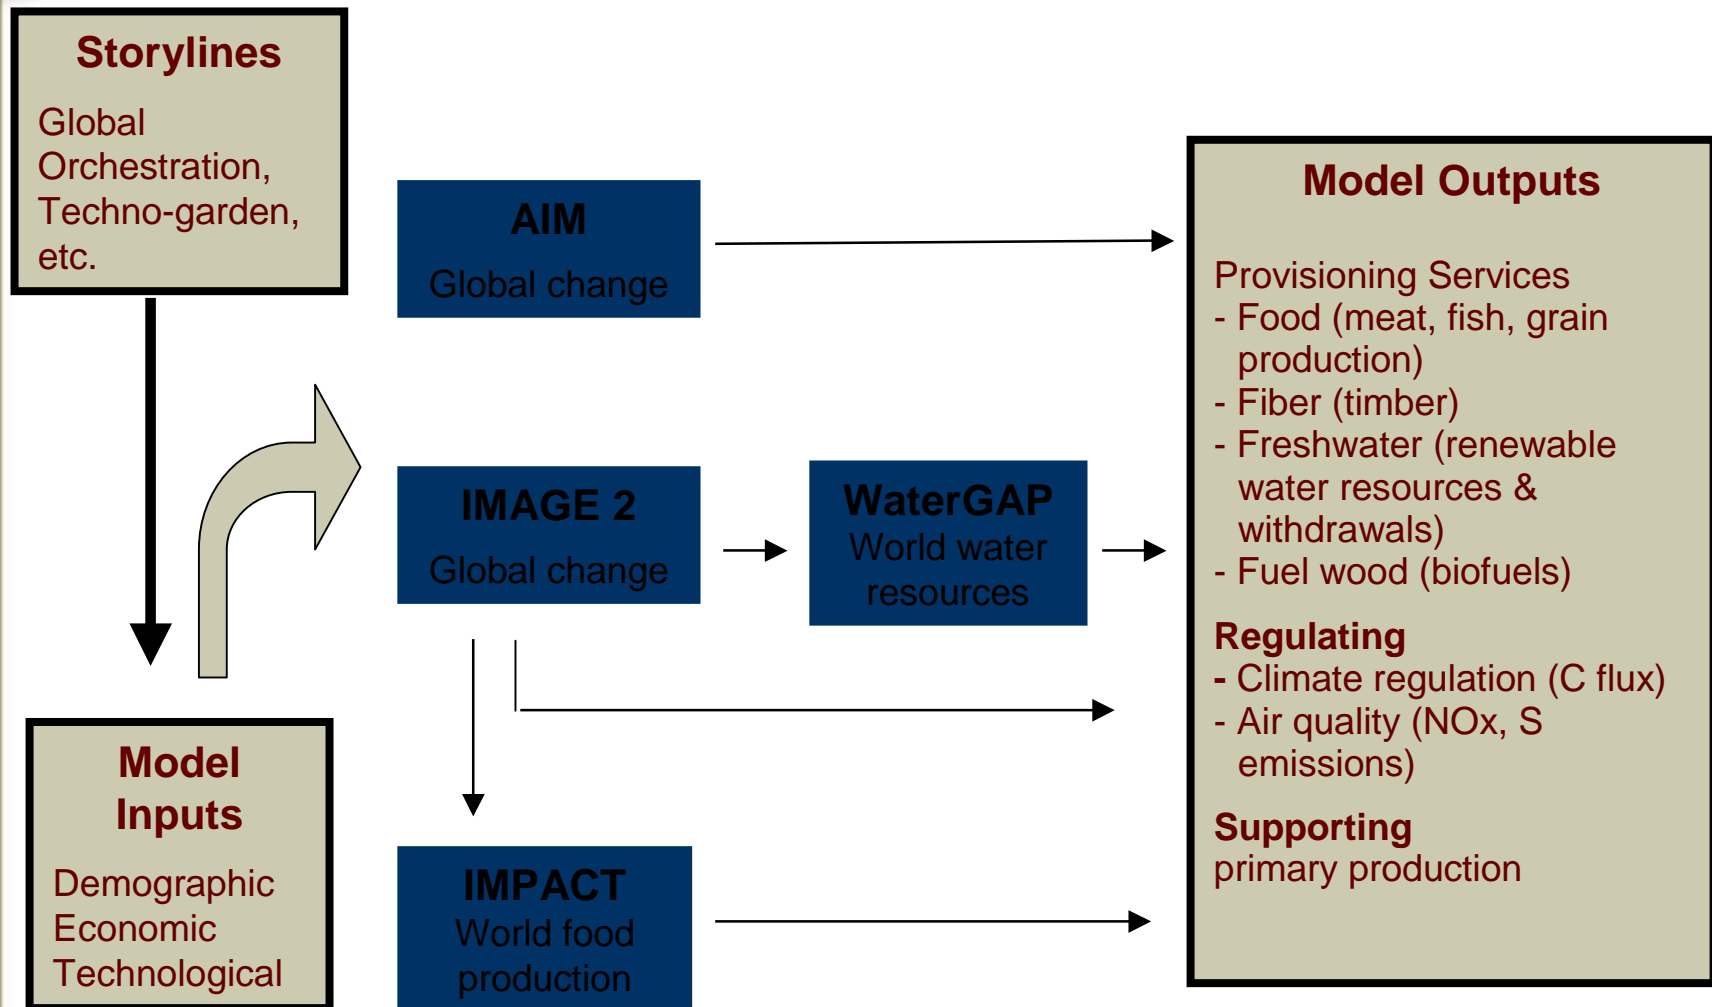 Storylines
Global
Orchestration,
Techno-garden,
etc.
Model
Inputs
Demographic
Economic
Technological
AIM
Global change
IMAGE 2
Global change
WaterGAP
World water
resources
IMPACT
World food
production
Model Outputs
Provisioning Services
- Food (meat, fish, grain
production)
- Fiber (timber)
- Freshwater (renewable
water resources &
withdrawals)
- Fuel wood (biofuels)
Regulating
- Climate regulation (C flux)
- Air quality (NOx, S
emissions)
Supporting
primary production